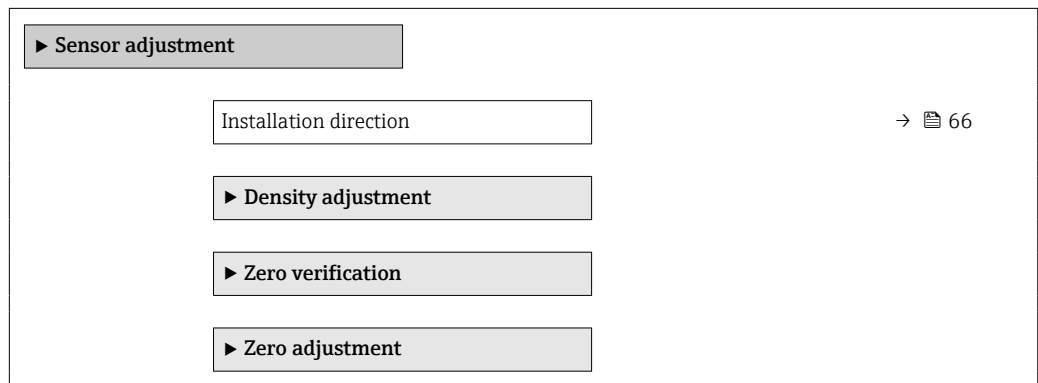 ▶ Sensor adjustment
Installation direction → 66
▶ Density adjustment
▶ Zero verification
▶ Zero adjustment